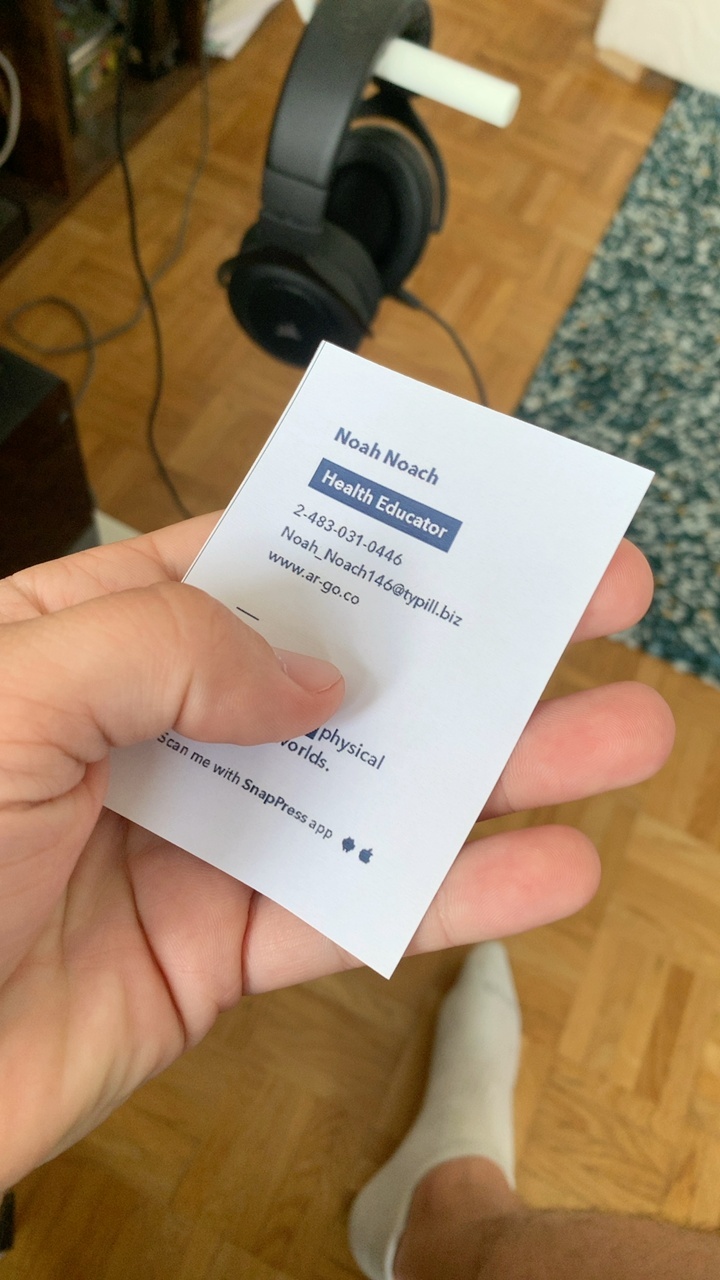 Noah Noach
Health Educator
2-483-031-0446
Noah_Noach146@typill.biz
www.ar-go.co
physical
worlds.
Scan me with SnapPress app